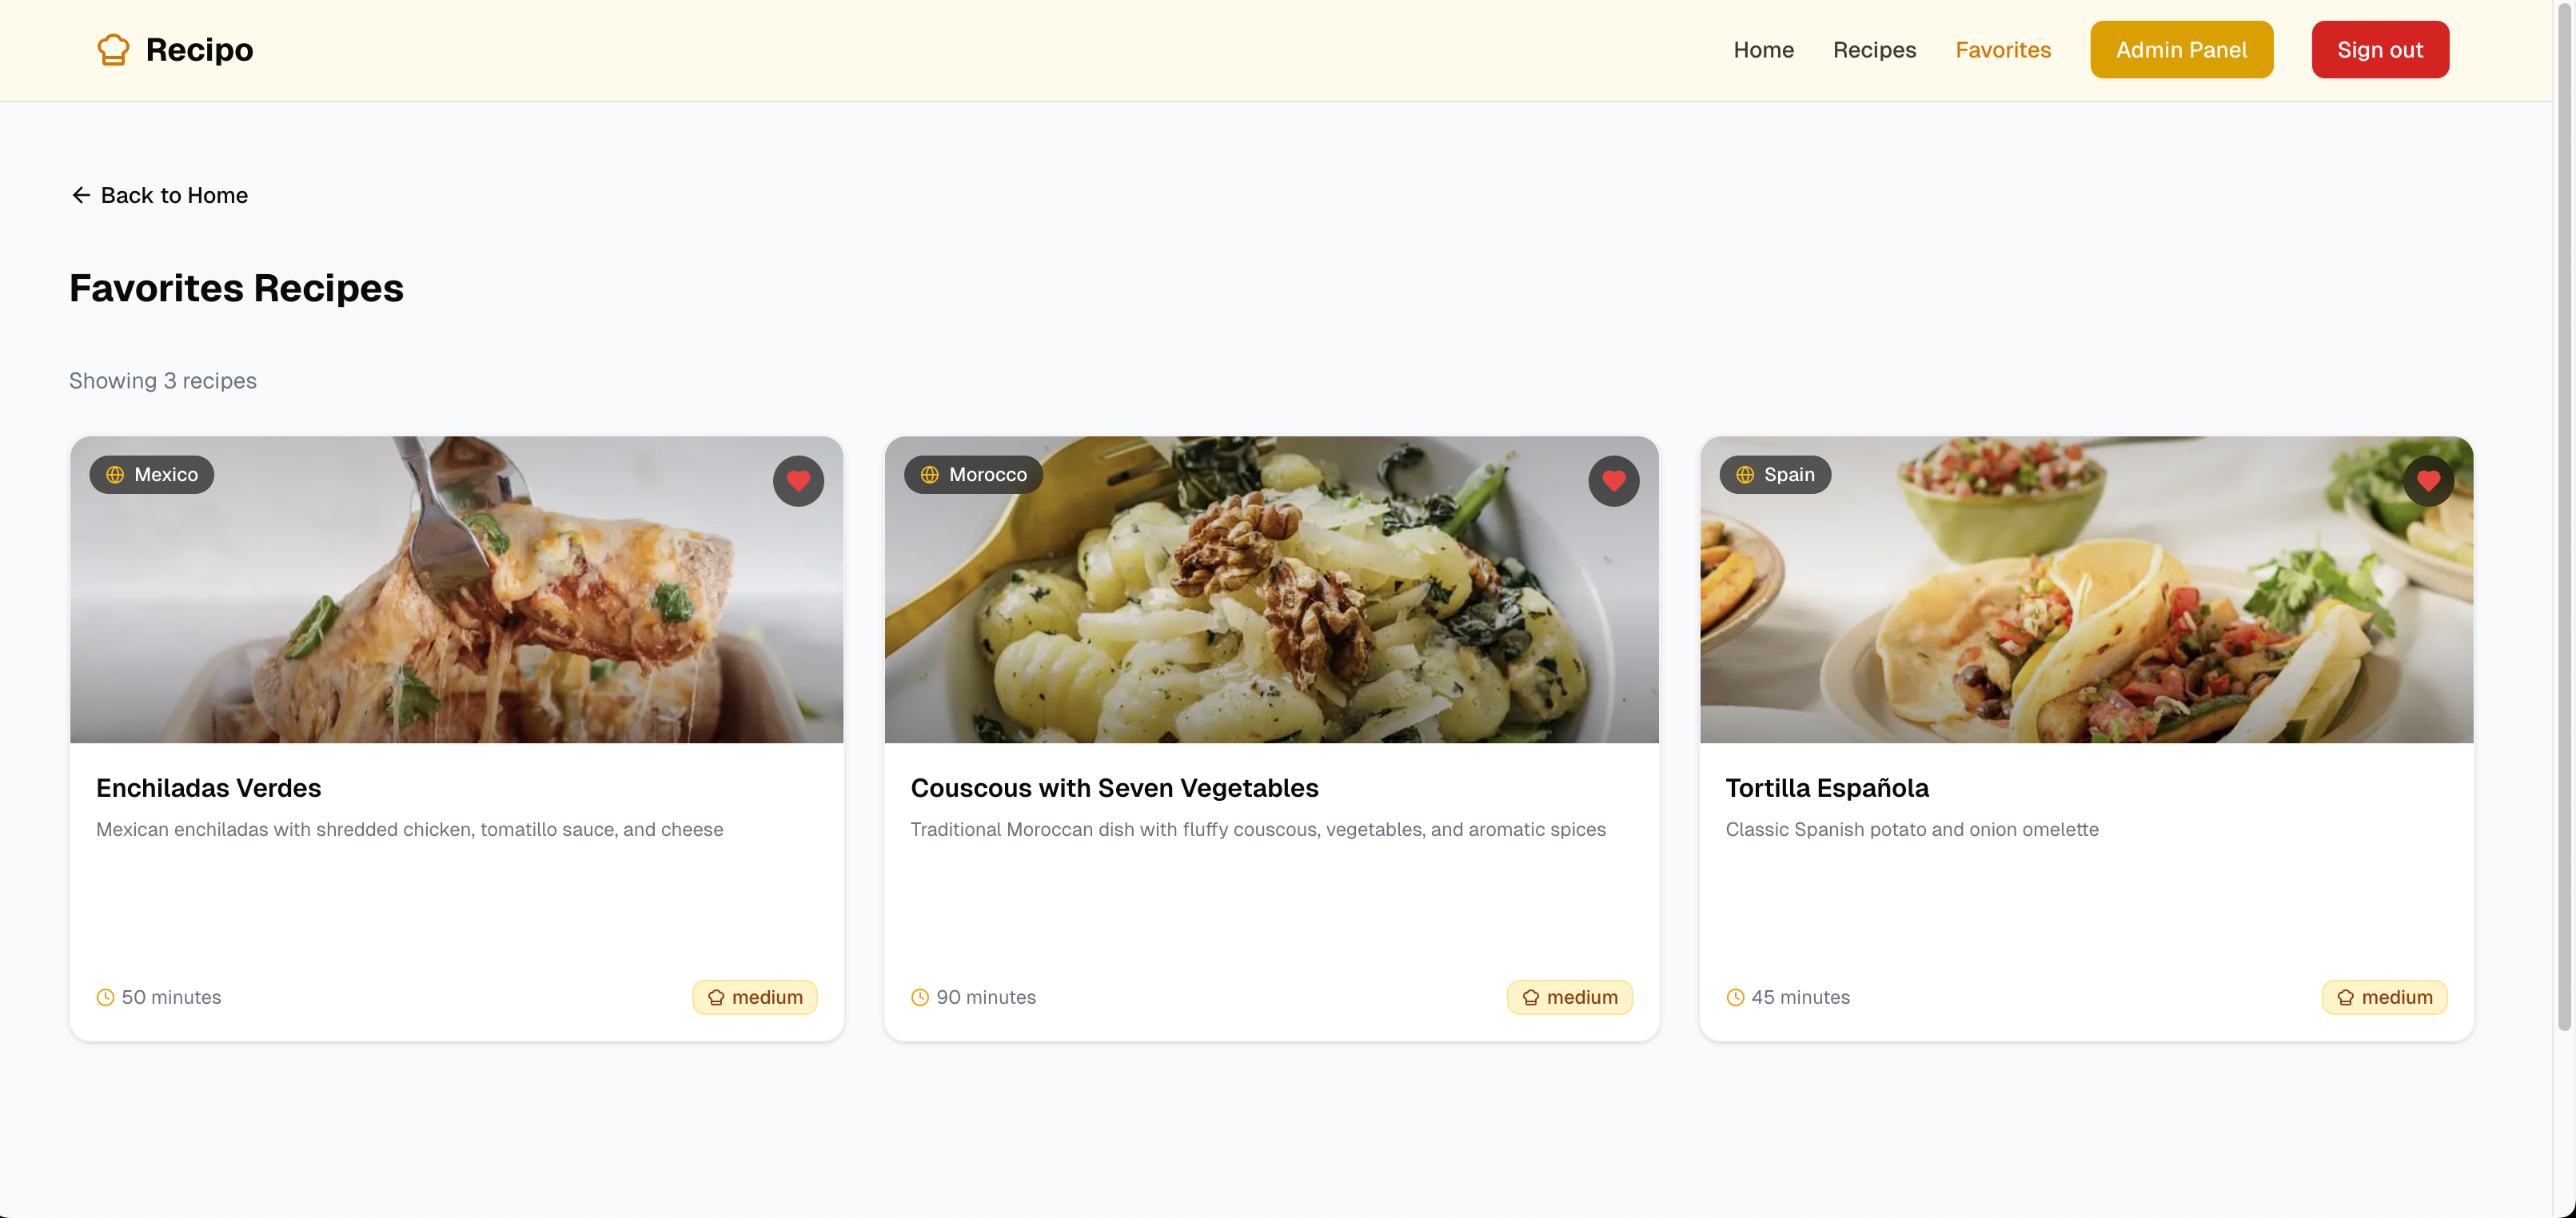 Recipo
Home
Recipes
Favorites
Admin Panel
Sign out
Back to Home
Favorites Recipes
Showing 3 recipes
Mexico
Enchiladas Verdes
Mexican enchiladas with shredded chicken, tomatillo sauce, and cheese
50 minutes
medium
Morocco
Couscous with Seven Vegetables
Traditional Moroccan dish with fluffy couscous, vegetables, and aromatic spices
90 minutes
medium
Spain
Tortilla Española
Classic Spanish potato and onion omelette
45 minutes
medium